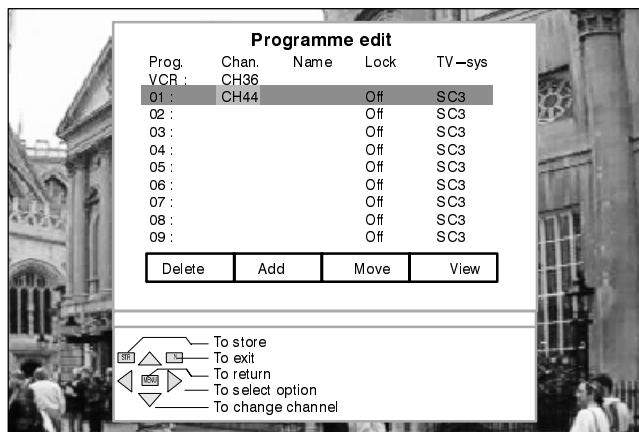 Programme edit
Prog. Chan. Name Lock TV–sys
VCR : CH36
01 : CH44 Off SC3
02 : Off SC3
03 : Off SC3
04 : Off SC3
05 : Off SC3
06 : Off SC3
07 : Off SC3
08 : Off SC3
09 : Off SC3
Delete Add Move View
To store
STR N To exit
MENU To return
To select option
To change channel